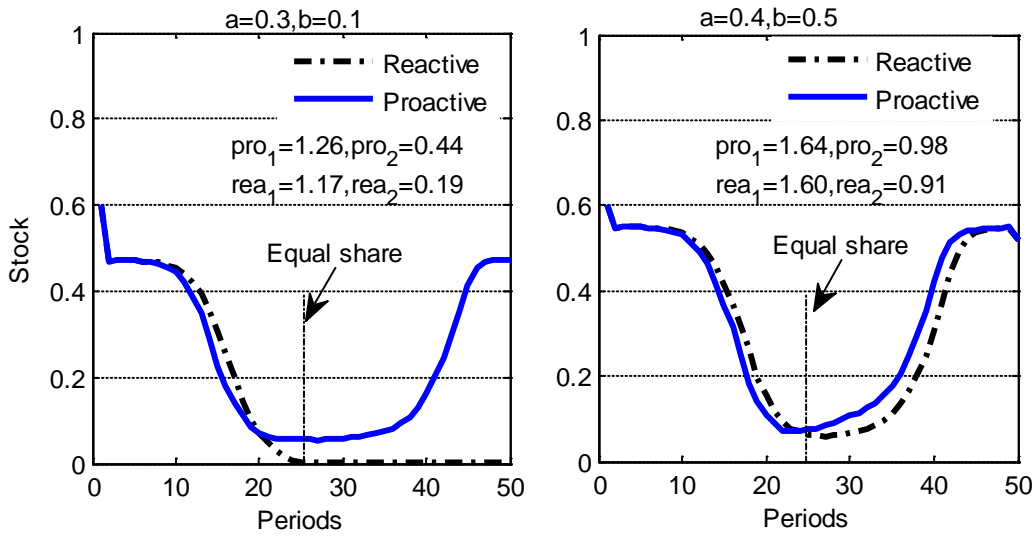 a=0.3,b=0.1
1
0.8
0.6
0.4
0.2
0
Stock
Reactive
Proactive
pro1=1.26,pro2=0.44
rea1=1.17,rea2=0.19
Equal share
0 10 20 30 40 50
Periods
a=0.4,b=0.5
1
0.8
0.6
0.4
0.2
0
Reactive
Proactive
pro1=1.64,pro2=0.98
rea1=1.60,rea2=0.91
Equal share
0 10 20 30 40 50
Periods